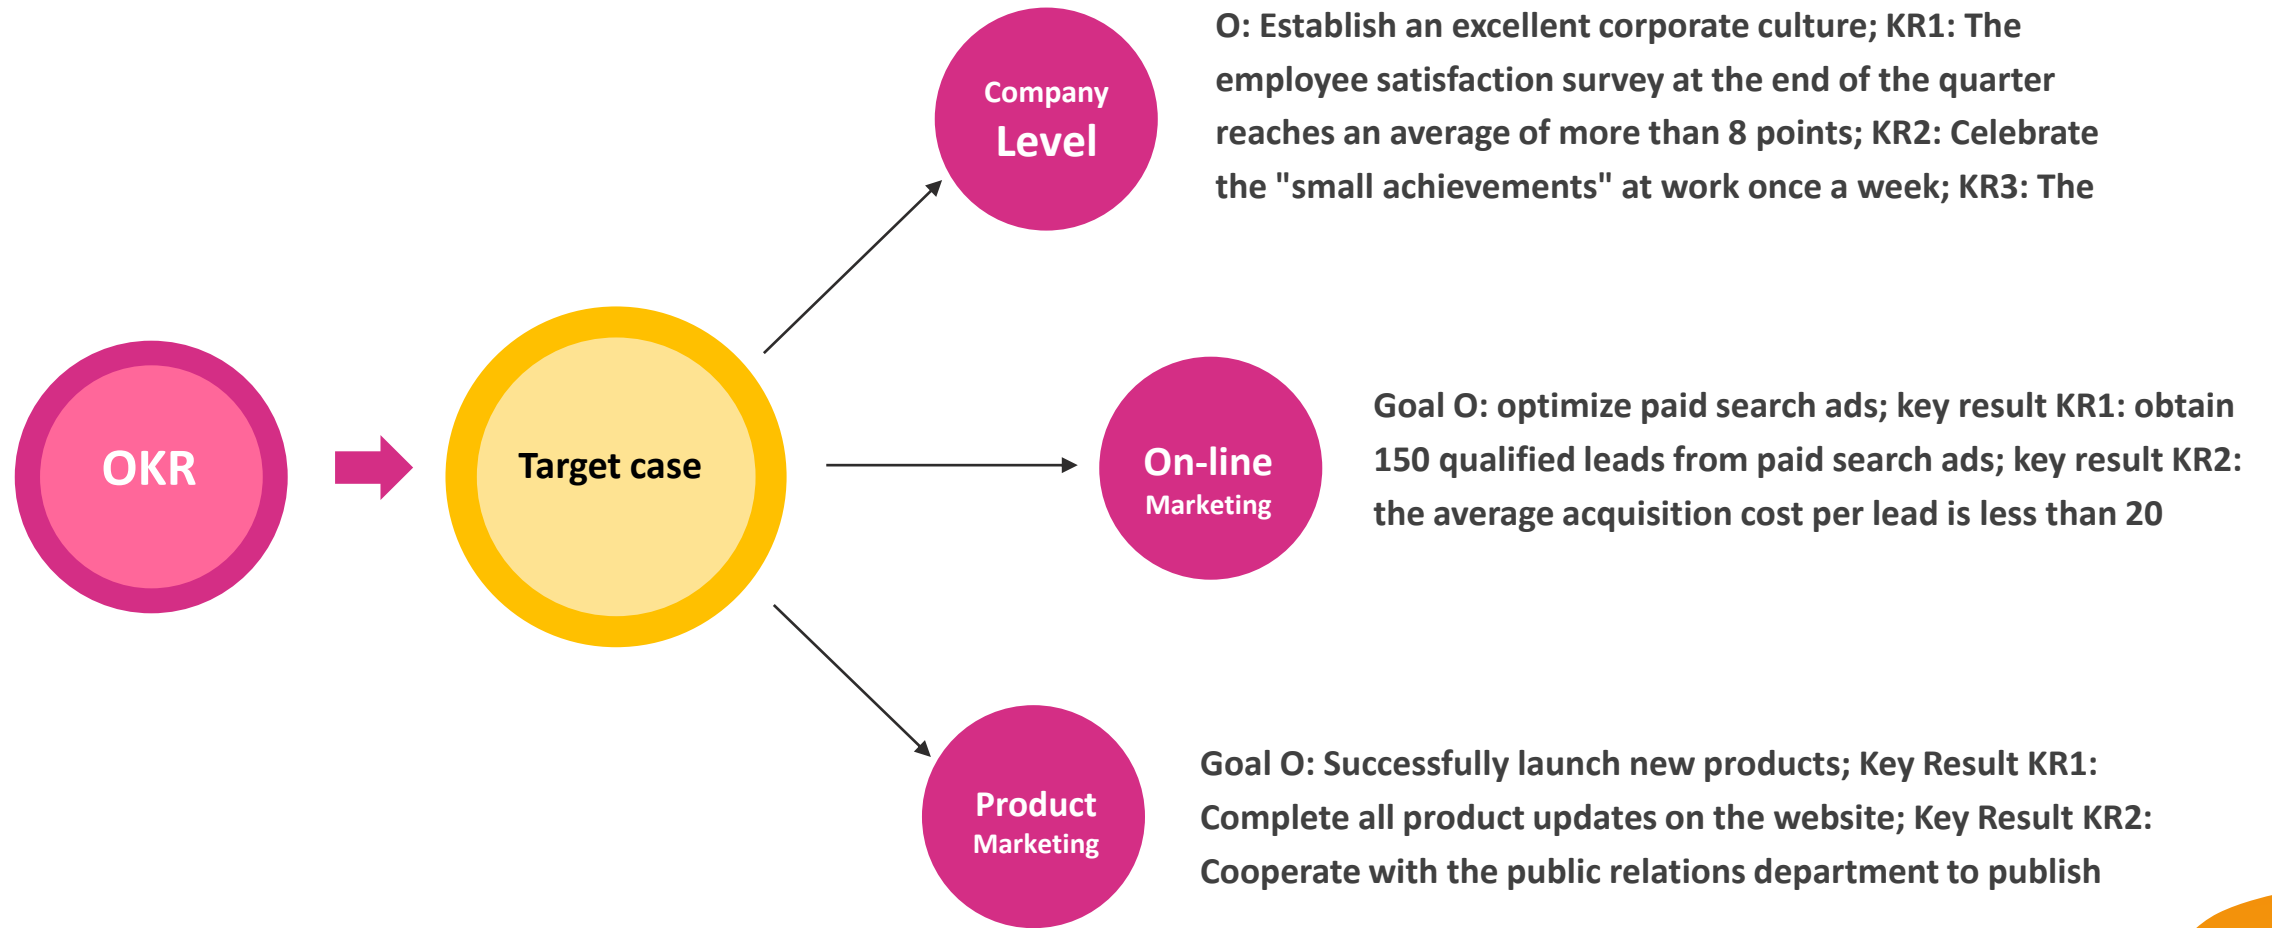 OKR
Target case
Company
Level
O: Establish an excellent corporate culture; KR1: The
employee satisfaction survey at the end of the quarter
reaches an average of more than 8 points; KR2: Celebrate
the "small achievements" at work once a week; KR3: The
On-line
Marketing
Goal O: optimize paid search ads; key result KR1: obtain
150 qualified leads from paid search ads; key result KR2:
the average acquisition cost per lead is less than 20
Product
Marketing
Goal O: Successfully launch new products; Key Result KR1:
Complete all product updates on the website; Key Result KR2:
Cooperate with the public relations department to publish